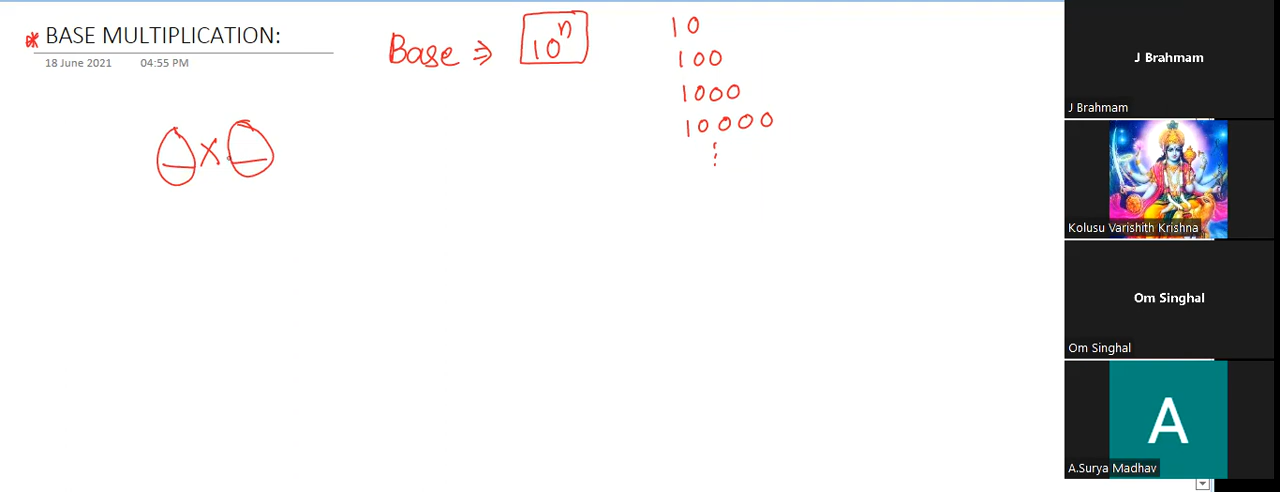 * BASE MULTIPLICATION:
18 June 2021 04:55 PM
Base ⇒ 10ⁿ
10
100
1000
10000
⋮
_ × _
J Brahmam
J Brahmam
Kolusu Varishith Krishna
Om Singhal
Om Singhal
A
A.Surya Madhav